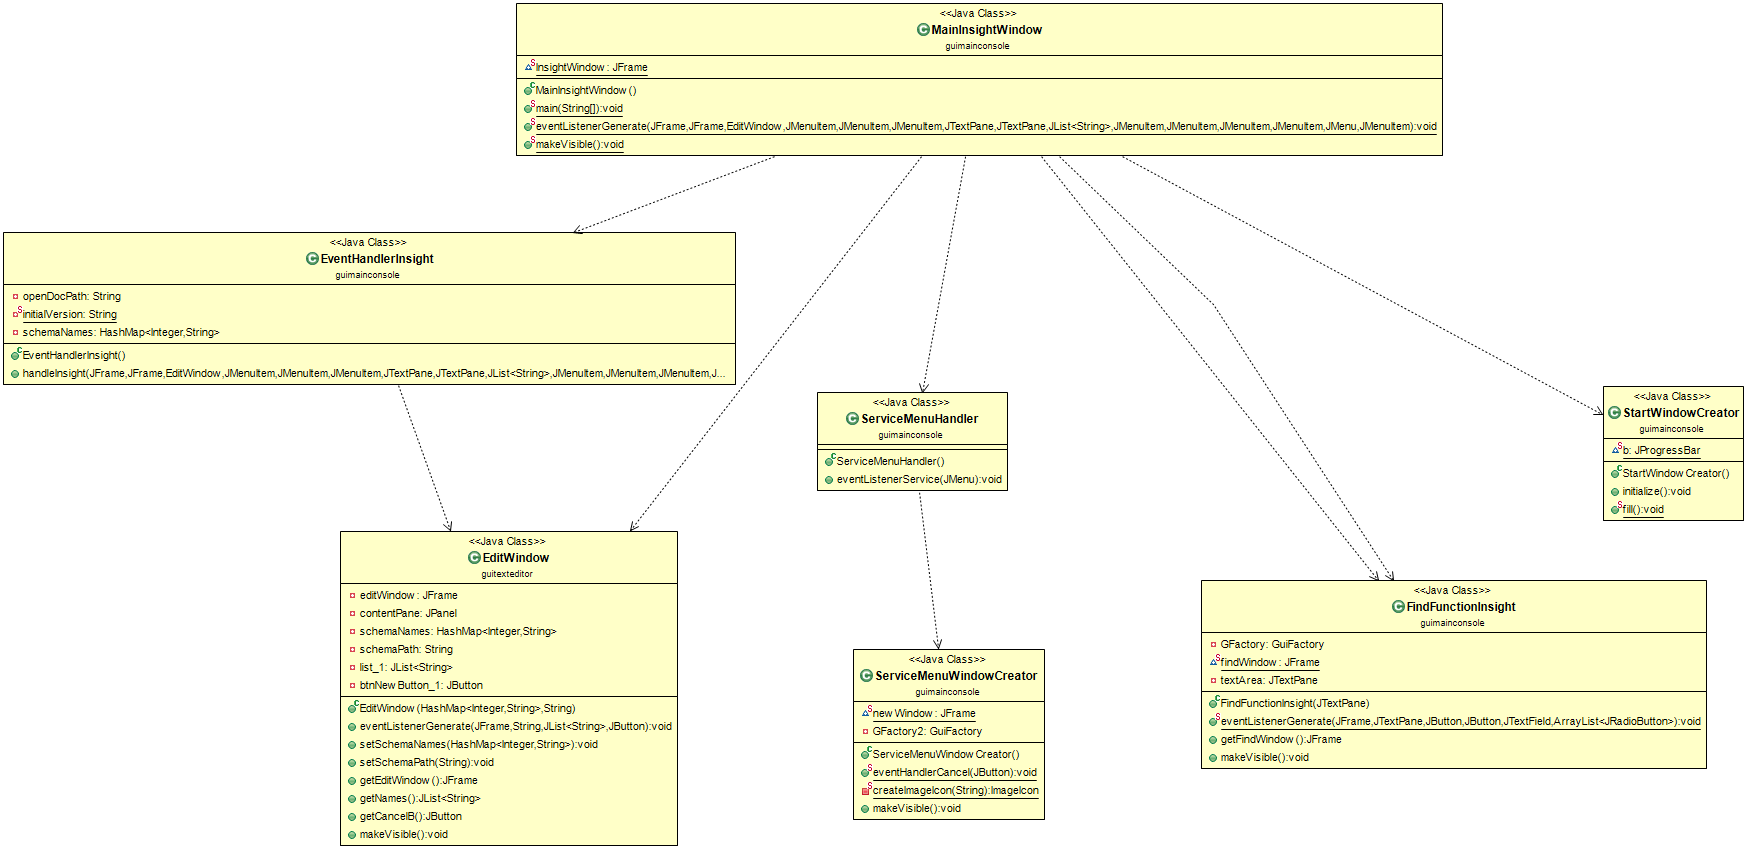 <<Java Class>>
MainInsightWindow
guimainconsole
InsightWindow: JFrame
MainInsightWindow()
main(String[]):void
eventListenerGenerate(JFrame,JFrame,EditWindow,JMenuItem,JMenuItem,JMenuItem,JTextPane,JTextPane,JList<String>,JMenuItem,JMenuItem,JMenuItem,JMenuItem,JMenu,JMenuItem):void
makeVisible():void
<<Java Class>>
EventHandlerInsight
guimainconsole
openDocPath: String
initialVersion: String
schemaNames: HashMap<Integer,String>
EventHandlerInsight()
handleInsight(JFrame,JFrame,EditWindow,JMenuItem,JMenuItem,JMenuItem,JTextPane,JTextPane,JList<String>,JMenuItem,JMenuItem,JMenuItem,J...
<<Java Class>>
ServiceMenuHandler
guimainconsole
ServiceMenuHandler()
eventListenerService(JMenu):void
<<Java Class>>
StartWindowCreator
guimainconsole
b: JProgressBar
StartWindowCreator()
initialize():void
fill():void
<<Java Class>>
EditWindow
guitexteditor
editWindow: JFrame
contentPane: JPanel
schemaNames: HashMap<Integer,String>
schemaPath: String
list_1: JList<String>
btnNewButton_1: JButton
EditWindow(HashMap<Integer,String>,String)
eventListenerGenerate(JFrame,String,JList<String>,JButton):void
setSchemaNames(HashMap<Integer,String>):void
setSchemaPath(String):void
getEditWindow():JFrame
getNames():JList<String>
getCancelB():JButton
makeVisible():void
<<Java Class>>
ServiceMenuWindowCreator
guimainconsole
newWindow: JFrame
GFactory2: GuiFactory
ServiceMenuWindowCreator()
eventHandlerCancel(JButton):void
createImageIcon(String):ImageIcon
makeVisible():void
<<Java Class>>
FindFunctionInsight
guimainconsole
GFactory: GuiFactory
findWindow: JFrame
textArea: JTextPane
FindFunctionInsight(JTextPane)
eventListenerGenerate(JFrame,JTextPane,JButton,JButton,JTextField,ArrayList<JRadioButton>):void
getFindWindow():JFrame
makeVisible():void